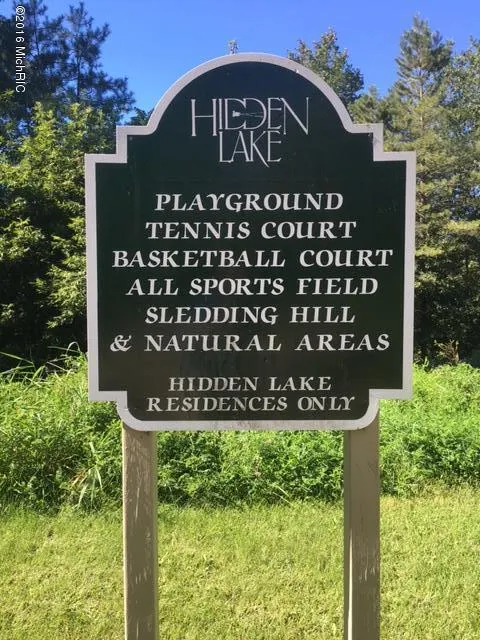 ©2016 MichRIC
HIDDEN
LAKE
PLAYGROUND
TENNIS COURT
BASKETBALL COURT
ALL SPORTS FIELD
SLEDDING HILL
& NATURAL AREAS
HIDDEN LAKE
RESIDENCES ONLY